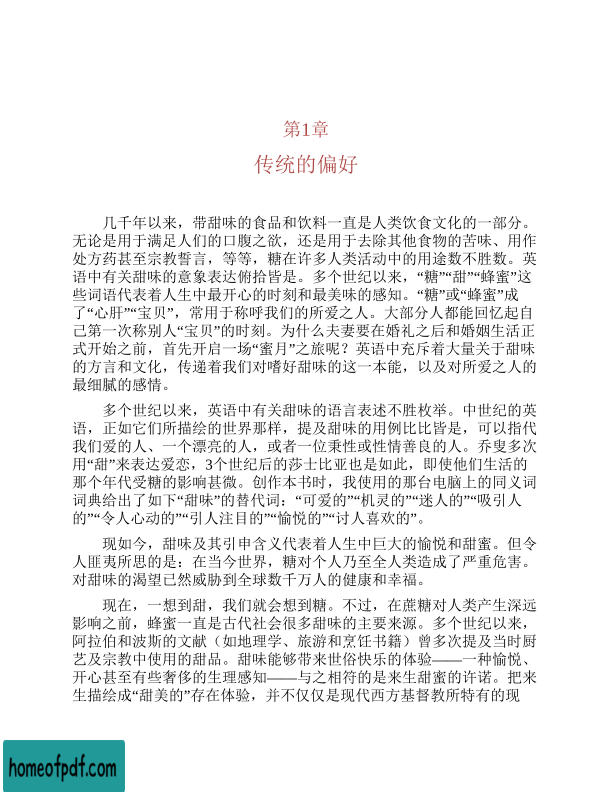 第1章
传统的偏好
几千年以来，带甜味的食品和饮料一直是人类饮食文化的一部分。
无论是用于满足人们的口腹之欲，还是用于去除其他食物的苦味、用作
处方药甚至宗教誓言，等等，糖在许多人类活动中的用途数不胜数。英
语中有关甜味的意象表达俯拾皆是。多个世纪以来，“糖”“甜”“蜂蜜”这
些词语代表着人生中最开心的时刻和最美味的感知。“糖”或“蜂蜜”成
了“心肝”“宝贝”，常用于称呼我们的所爱之人。大部分人都能回忆起自
己第一次称别人“宝贝”的时刻。为什么夫妻要在婚礼之后和婚姻生活正
式开始之前，首先开启一场“蜜月”之旅呢？英语中充斥着大量关于甜味
的方言和文化，传递着我们对嗜好甜味的这一本能，以及对所爱之人的
最细腻的感情。
多个世纪以来，英语中有关甜味的语言表述不胜枚举。中世纪的英
语，正如它们所描绘的世界那样，提及甜味的用例比比皆是，可以指代
我们爱的人、一个漂亮的人，或者一位秉性或性情善良的人。乔叟多次
用“甜”来表达爱恋，3个世纪后的莎士比亚也是如此，即使他们生活的
那个年代受糖的影响甚微。创作本书时，我使用的那台电脑上的同义词
词典给出了如下“甜味”的替代词：“可爱的”“机灵的”“迷人的”“吸引人
的”“令人心动的”“引人注目的”“愉悦的”“讨人喜欢的”。
现如今，甜味及其引申含义代表着人生中巨大的愉悦和甜蜜。但令
人匪夷所思的是：在当今世界，糖对个人乃至全人类造成了严重危害。
对甜味的渴望已然威胁到全球数千万人的健康和幸福。
现在，一想到甜，我们就会想到糖。不过，在蔗糖对人类产生深远
影响之前，蜂蜜一直是古代社会很多甜味的主要来源。多个世纪以来，
阿拉伯和波斯的文献（如地理学、旅游和烹饪书籍）曾多次提及当时厨
艺及宗教中使用的甜品。甜味能够带来世俗快乐的体验——一种愉悦、
开心甚至有些奢侈的生理感知——与之相符的是来生甜蜜的许诺。把来
生描绘成“甜美的”存在体验，并不仅仅是现代西方基督教所特有的现
homeofpdf.com